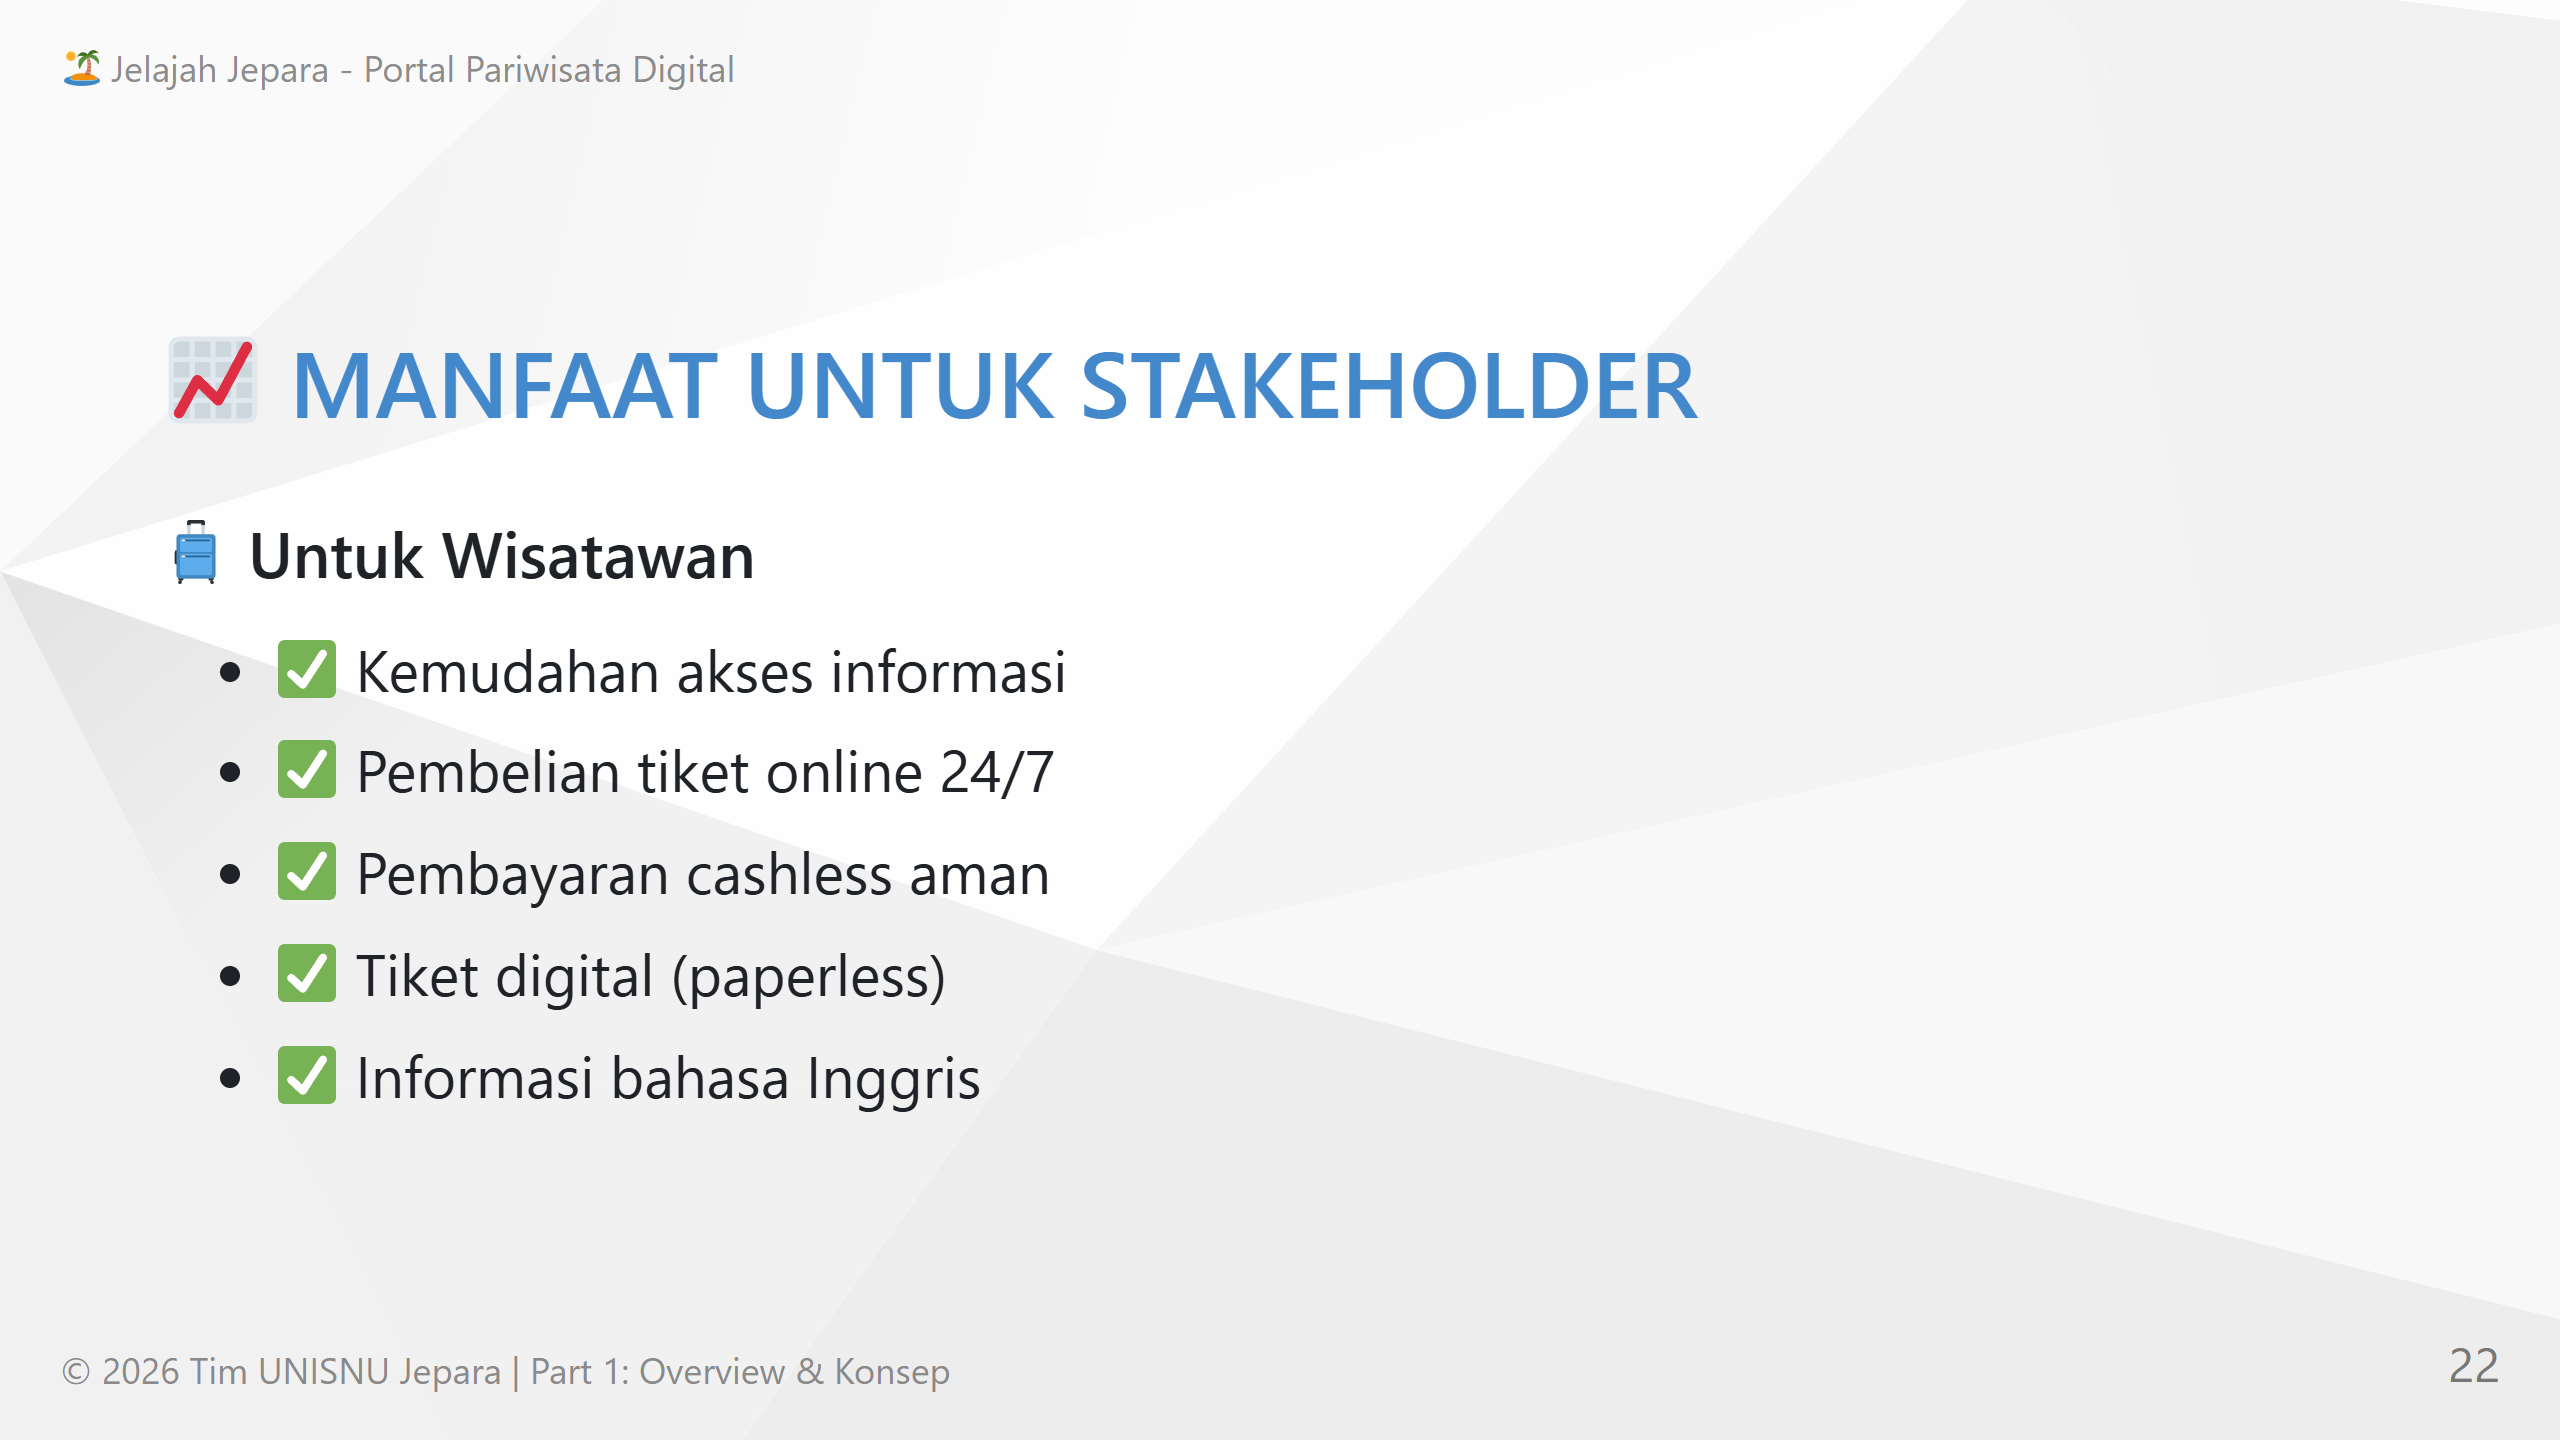 Jelajah Jepara - Portal Pariwisata Digital
MANFAAT UNTUK STAKEHOLDER
Untuk Wisatawan
• ✅ Kemudahan akses informasi
• ✅ Pembelian tiket online 24/7
• ✅ Pembayaran cashless aman
• ✅ Tiket digital (paperless)
• ✅ Informasi bahasa Inggris
© 2026 Tim UNISNU Jepara | Part 1: Overview & Konsep
22